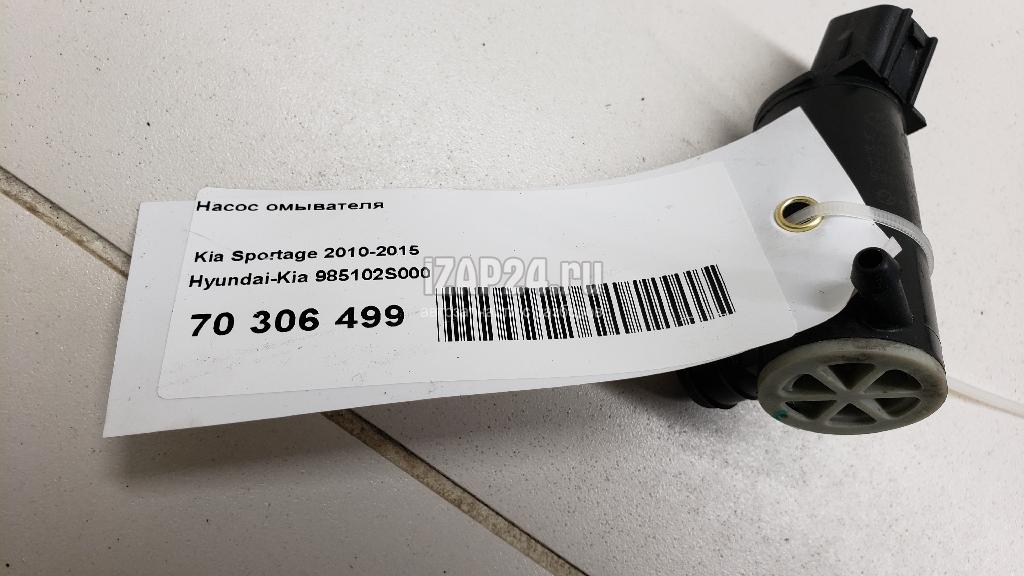 Насос омывателя
Kia Sportage 2010-2015
Hyundai-Kia 985102S000
iZAP24.ru
70 306 499